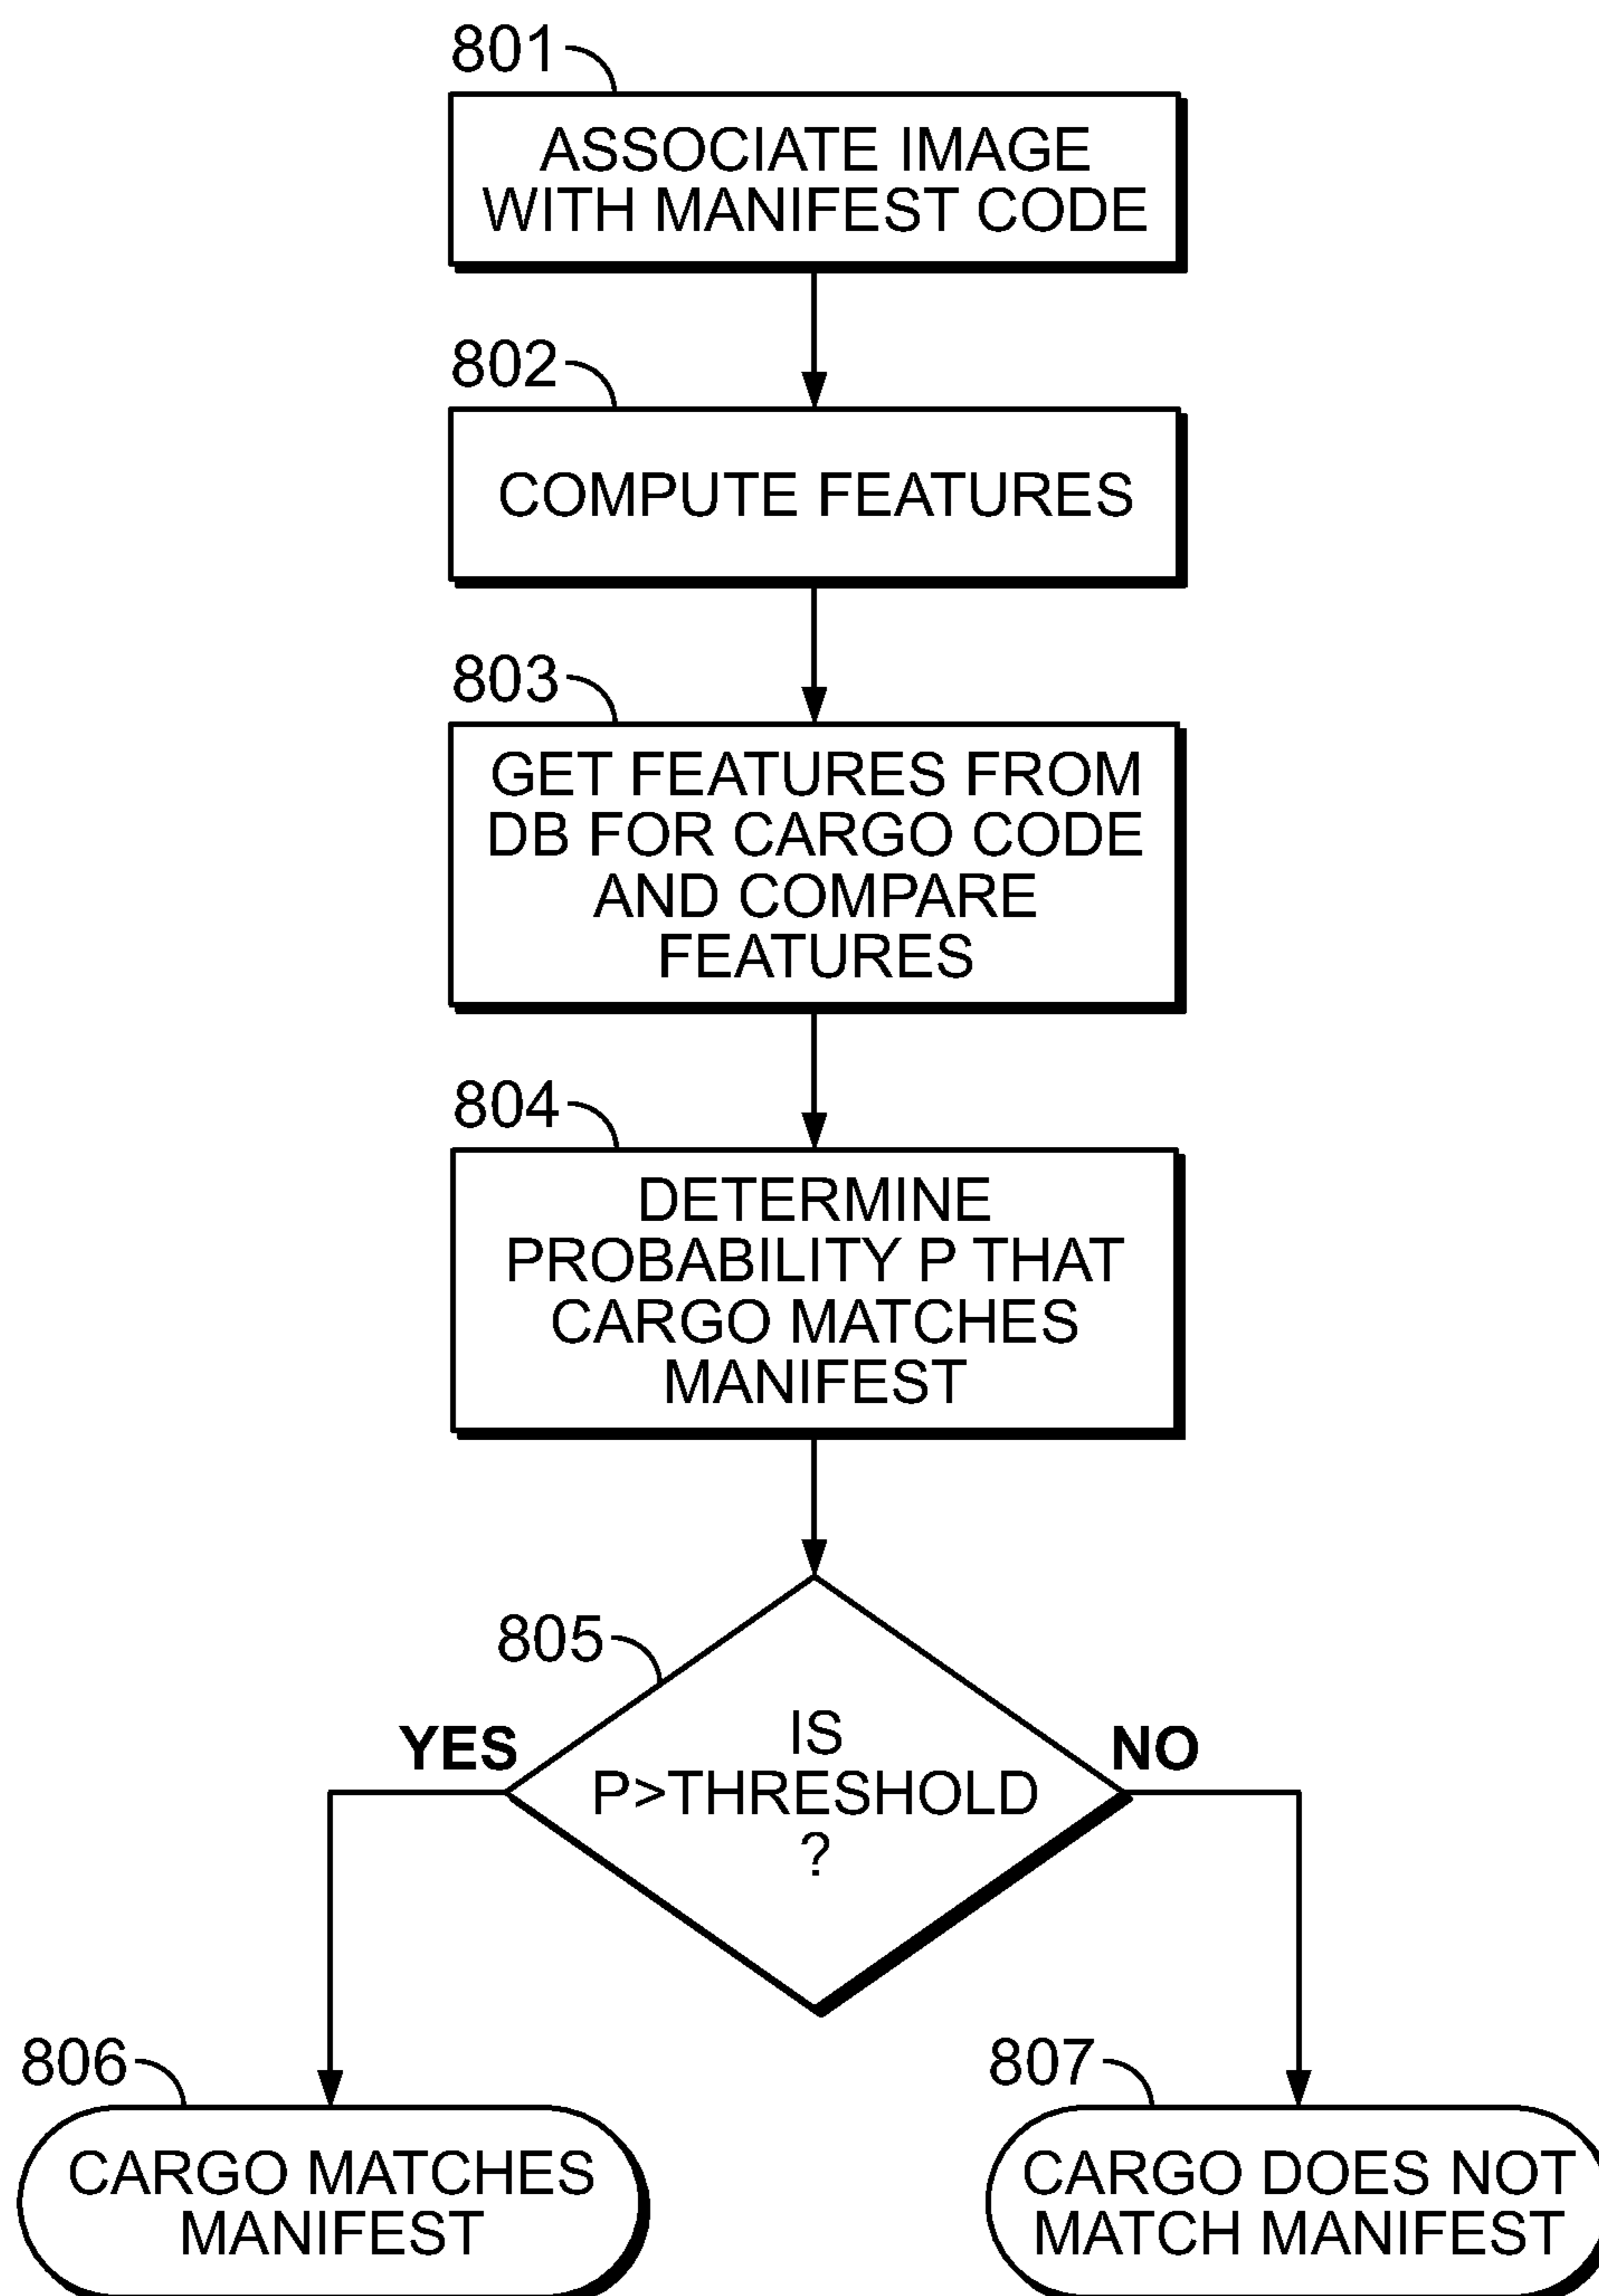 801
ASSOCIATE IMAGE
WITH MANIFEST CODE
802
COMPUTE FEATURES
803
GET FEATURES FROM
DB FOR CARGO CODE
AND COMPARE
FEATURES
804
DETERMINE
PROBABILITY P THAT
CARGO MATCHES
MANIFEST
805
IS
P>THRESHOLD
?
YES
NO
806
CARGO MATCHES
MANIFEST
807
CARGO DOES NOT
MATCH MANIFEST